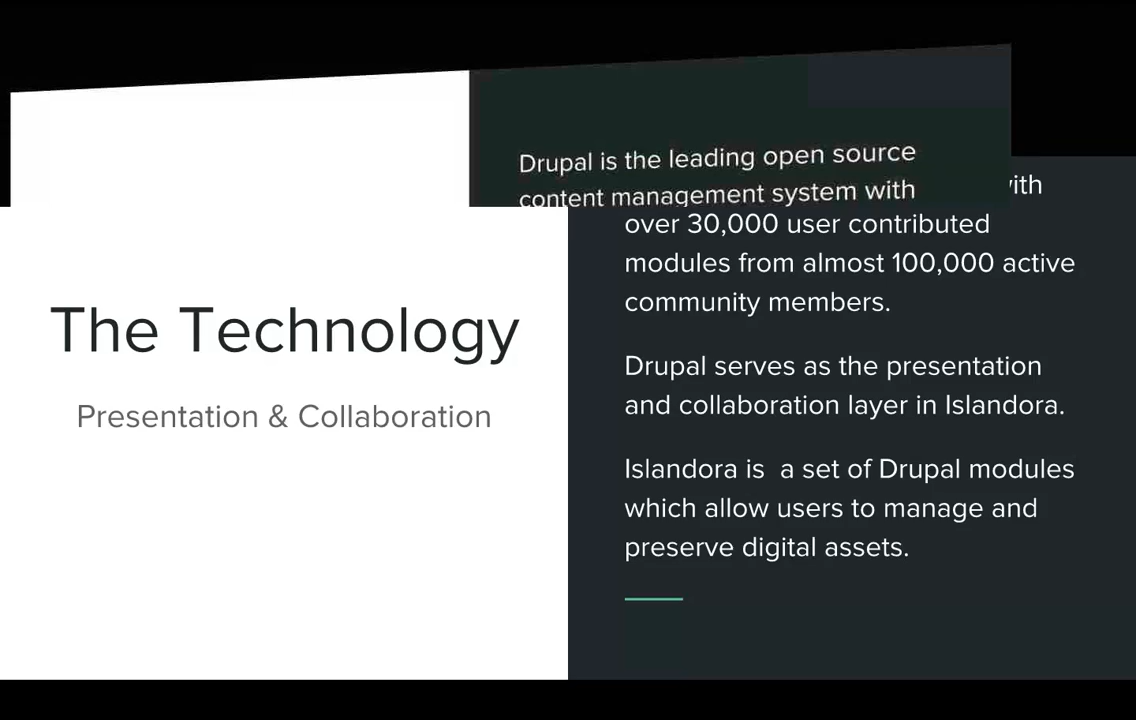 Drupal is the leading open source
content management system with
with
over 30,000 user contributed
modules from almost 100,000 active
community members.
The Technology
Presentation & Collaboration
Drupal serves as the presentation
and collaboration layer in Islandora.
Islandora is  a set of Drupal modules
which allow users to manage and
preserve digital assets.